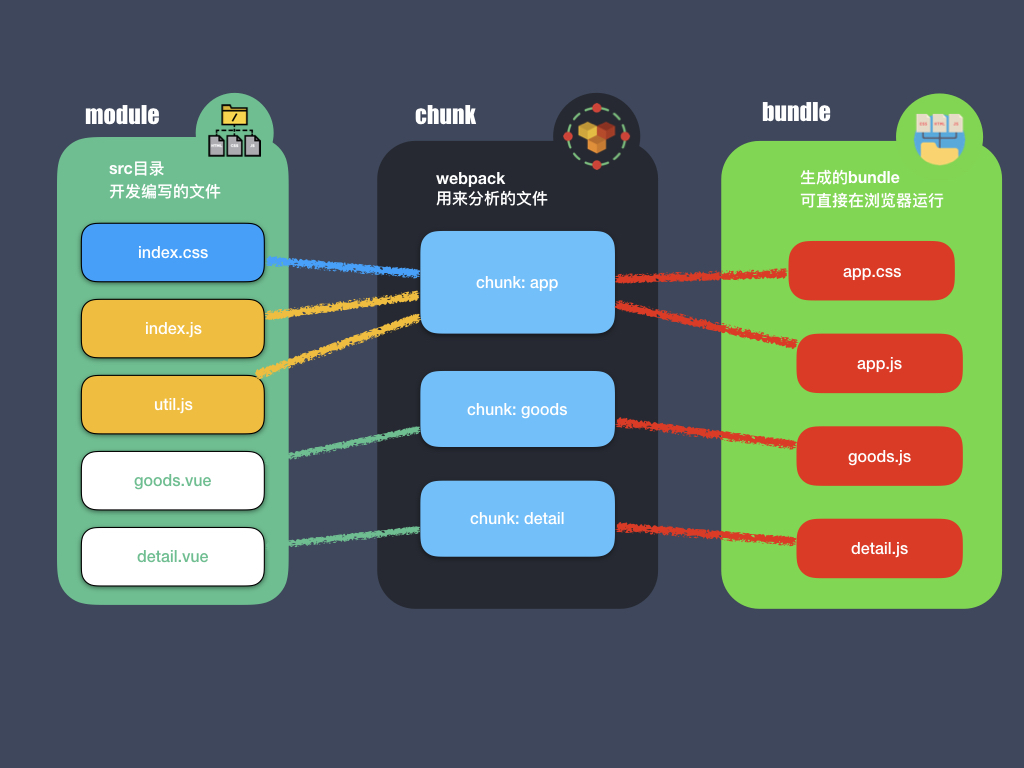 module
src目录
开发编写的文件
index.css
index.js
util.js
goods.vue
detail.vue
chunk
webpack
用来分析的文件
chunk: app
chunk: goods
chunk: detail
bundle
生成的bundle
可直接在浏览器运行
app.css
app.js
goods.js
detail.js